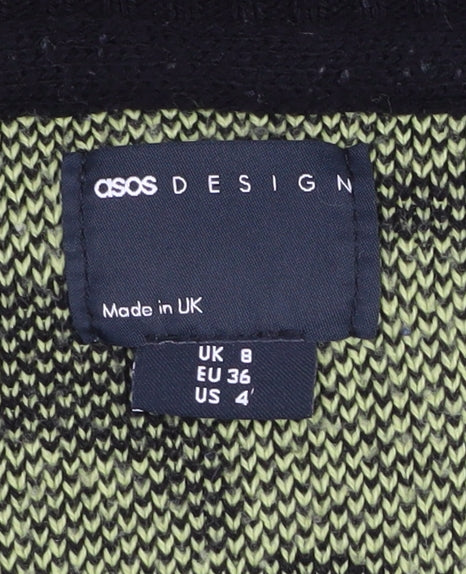 asos DESIGN
Made in UK
UK 8
EU 36
US 4